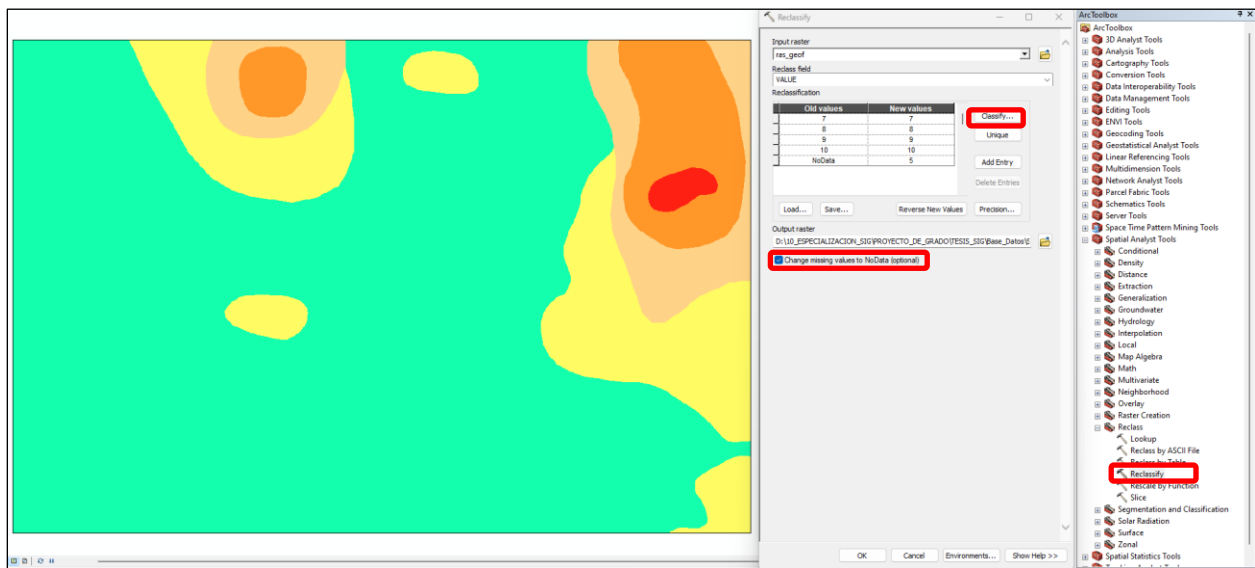 Reclassify
Input raster
ras_geof
Reclass field
VALUE
Reclassification
Old values New values
7 7
8 8
9 9
10 10
NoData 5
Classify...
Unique
Add Entry
Delete Entries
Load... Save... Reverse New Values Precision...
Output raster
D:\10_ESPECIALIZACION_SIG\PROYECTO_DE_GRADO\TESIS_SIG\Base_Datos\
Change missing values to NoData (optional)
OK Cancel Environments... Show Help >>
ArcToolbox
ArcToolbox
3D Analyst Tools
Analysis Tools
Cartography Tools
Conversion Tools
Data Interoperability Tools
Data Management Tools
Editing Tools
ENVI Tools
Geocoding Tools
Geostatistical Analyst Tools
Linear Referencing Tools
Multidimension Tools
Network Analyst Tools
Parcel Fabric Tools
Schematics Tools
Server Tools
Space Time Pattern Mining Tools
Spatial Analyst Tools
Conditional
Density
Distance
Extraction
Generalization
Groundwater
Hydrology
Interpolation
Local
Map Algebra
Math
Multivariate
Neighborhood
Overlay
Raster Creation
Reclass
Lookup
Reclass by ASCII File
Reclass by Table
Reclassify
Rescale by Function
Slice
Segmentation and Classification
Solar Radiation
Surface
Zonal
Spatial Statistics Tools